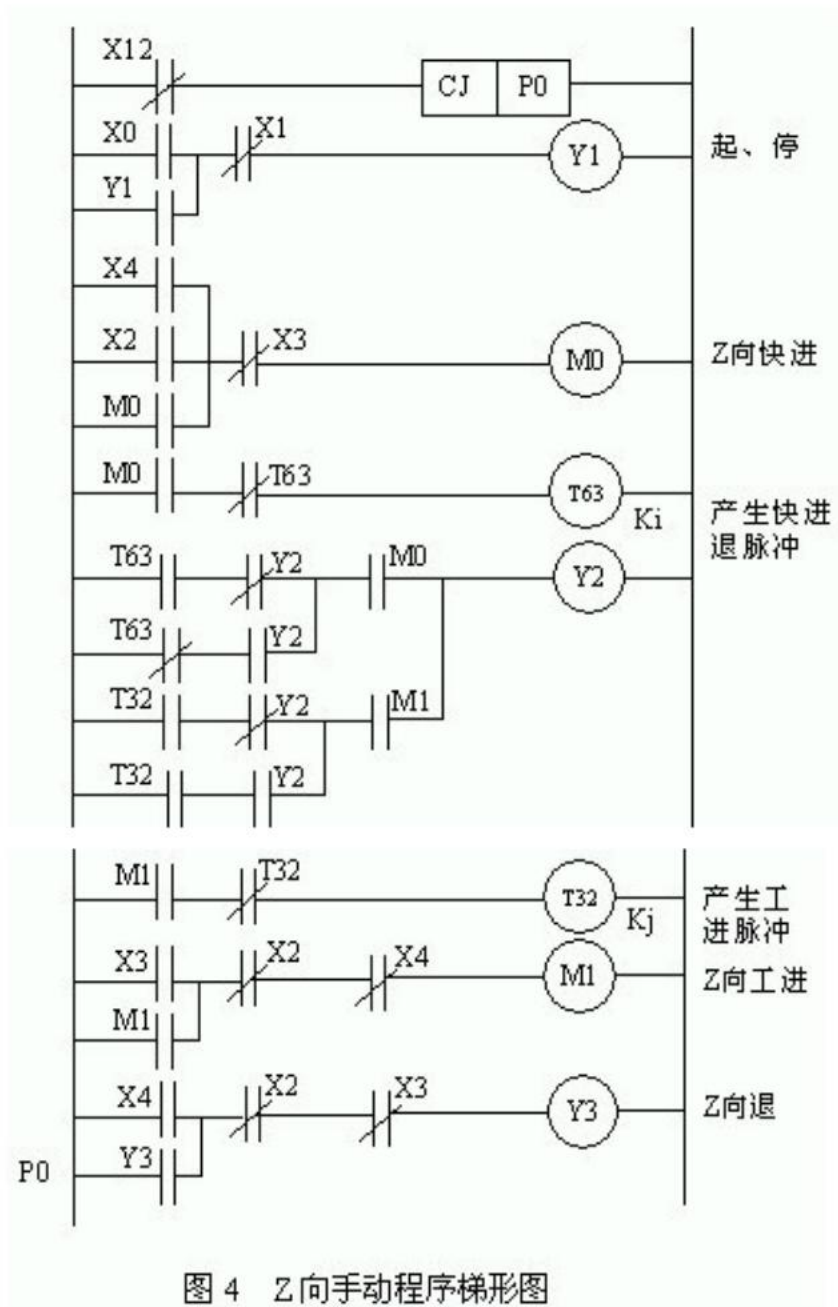 X12
CJ P0
X0 X1 Y1 起、停
Y1
X4
X2 X3 M0 Z向快进
M0
M0 T63 T63 Ki 产生快进
退脉冲
T63 Y2 M0 Y2
T63 Y2
T32 Y2 M1
T32 Y2
M1 T32 T32 Kj 产生工
进脉冲
X3 X2 X4 M1 Z向工进
M1
X4 X2 X3 Y3 Z向退
P0 Y3
图 4 Z 向手动程序梯形图